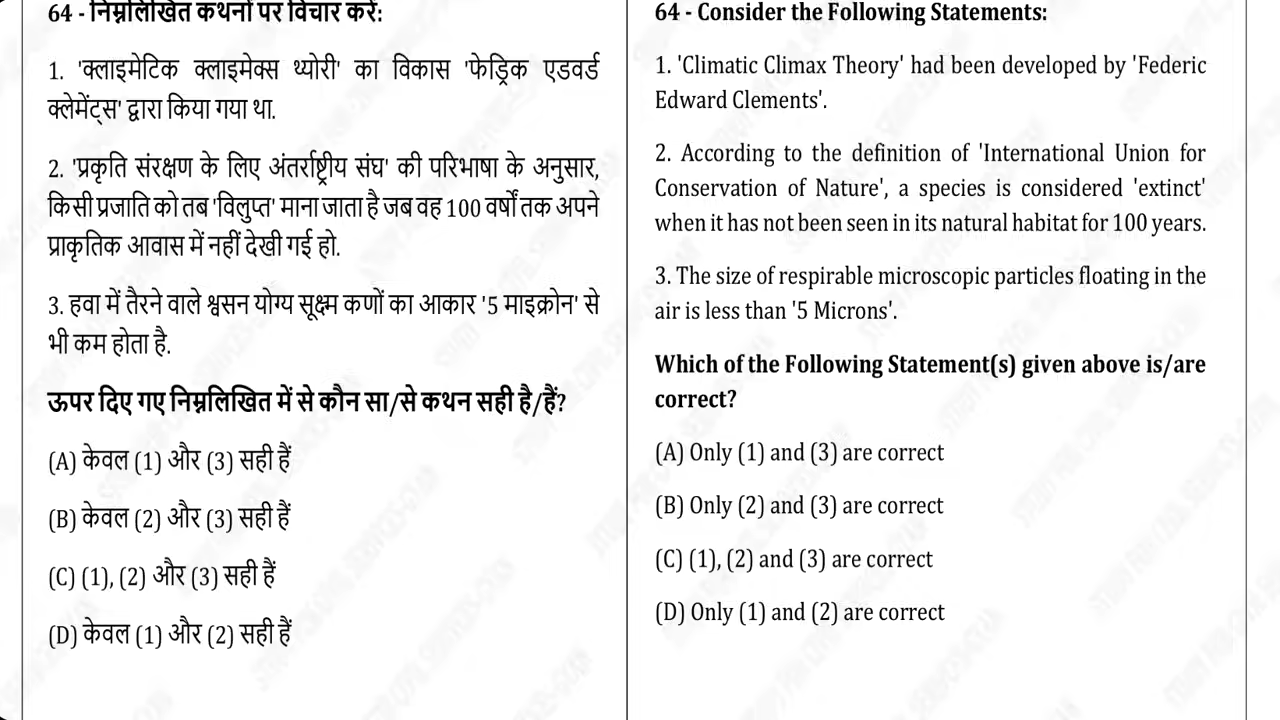 64 - निम्नलिखित कथनों पर विचार करें:
1. 'क्लाइमेटिक क्लाइमेक्स थ्योरी' का विकास 'फेड्रिक एडवर्ड
क्लेमेंट्स' द्वारा किया गया था.
2. 'प्रकृति संरक्षण के लिए अंतर्राष्ट्रीय संघ' की परिभाषा के अनुसार,
किसी प्रजाति को तब 'विलुप्त' माना जाता है जब वह 100 वर्षों तक अपने
प्राकृतिक आवास में नहीं देखी गई हो.
3. हवा में तैरने वाले श्वसन योग्य सूक्ष्म कणों का आकार '5 माइक्रोन' से
भी कम होता है.
ऊपर दिए गए निम्नलिखित में से कौन सा/से कथन सही है/हैं?
(A) केवल (1) और (3) सही हैं
(B) केवल (2) और (3) सही हैं
(C) (1), (2) और (3) सही हैं
(D) केवल (1) और (2) सही हैं
64 - Consider the Following Statements:
1. 'Climatic Climax Theory' had been developed by 'Federic
Edward Clements'.
2. According to the definition of 'International Union for
Conservation of Nature', a species is considered 'extinct'
when it has not been seen in its natural habitat for 100 years.
3. The size of respirable microscopic particles floating in the
air is less than '5 Microns'.
Which of the Following Statement(s) given above is/are
correct?
(A) Only (1) and (3) are correct
(B) Only (2) and (3) are correct
(C) (1), (2) and (3) are correct
(D) Only (1) and (2) are correct